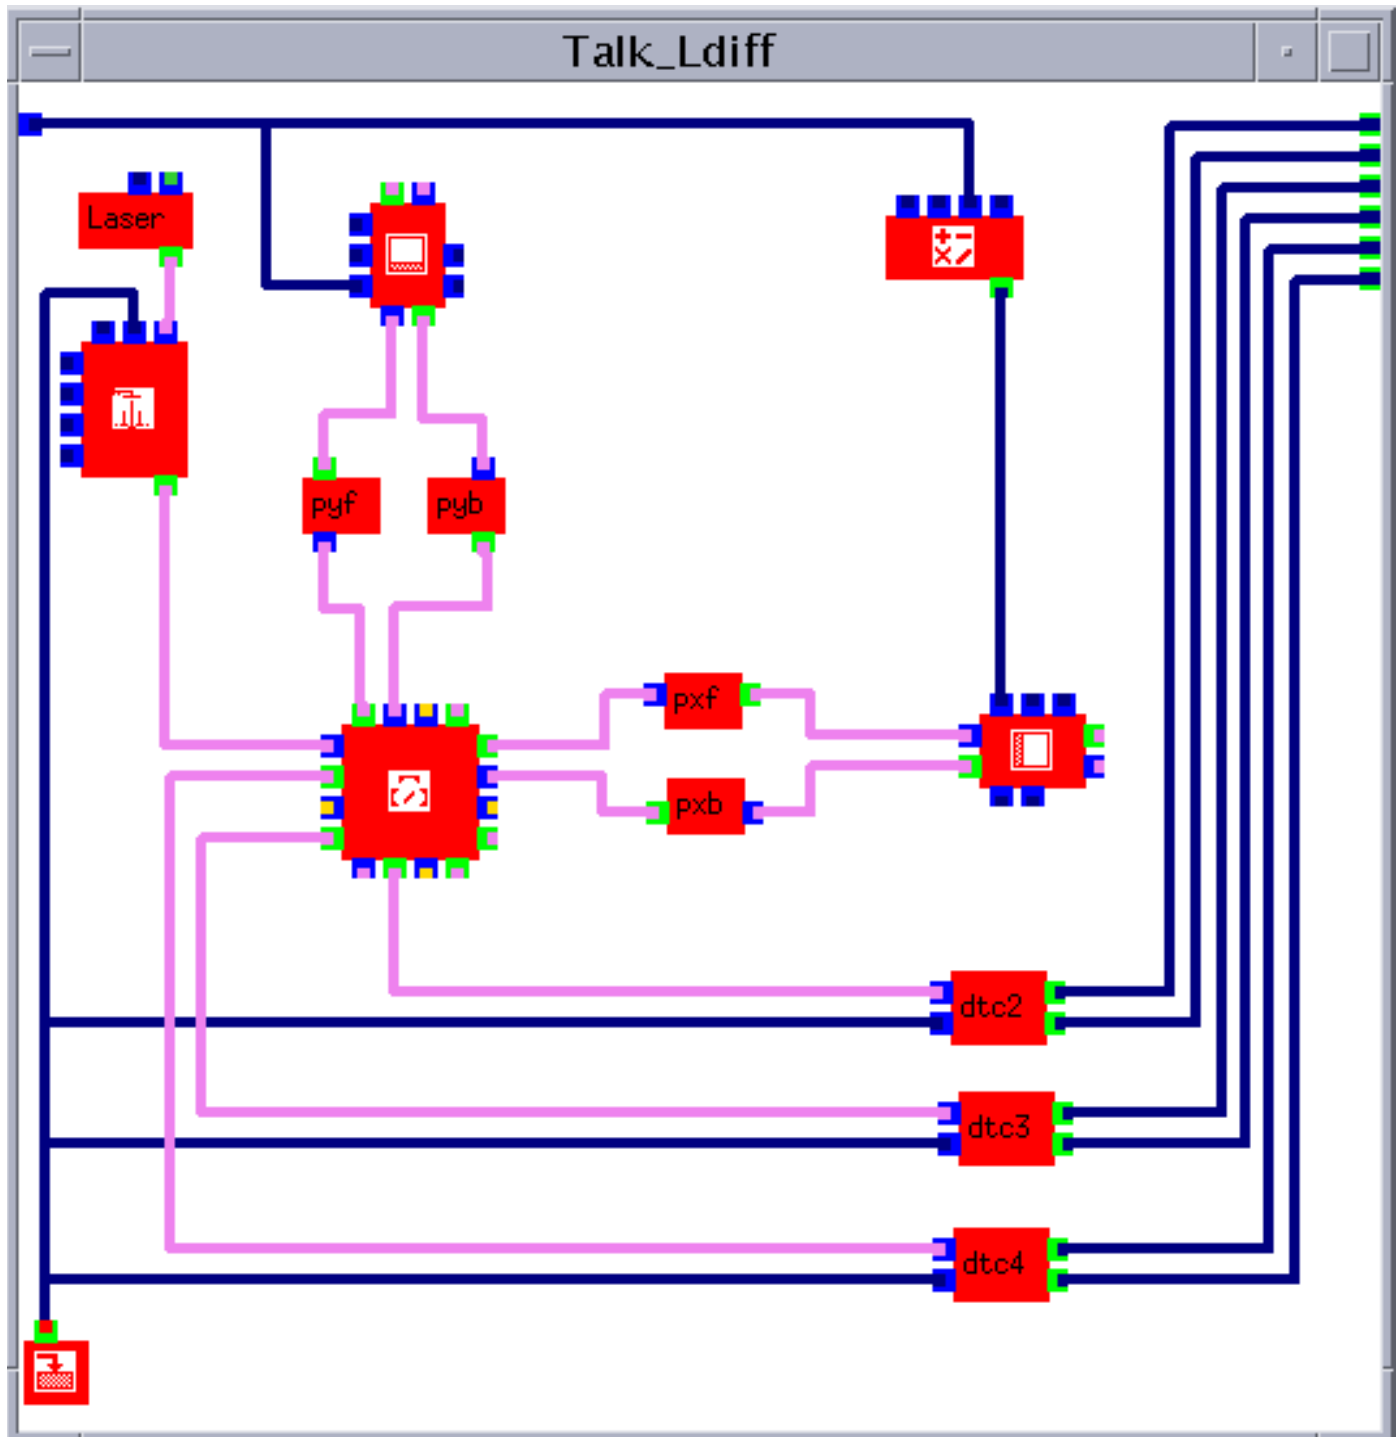 Talk_Ldiff
Laser
pyf
pyb
pxf
pxb
dtc2
dtc3
dtc4